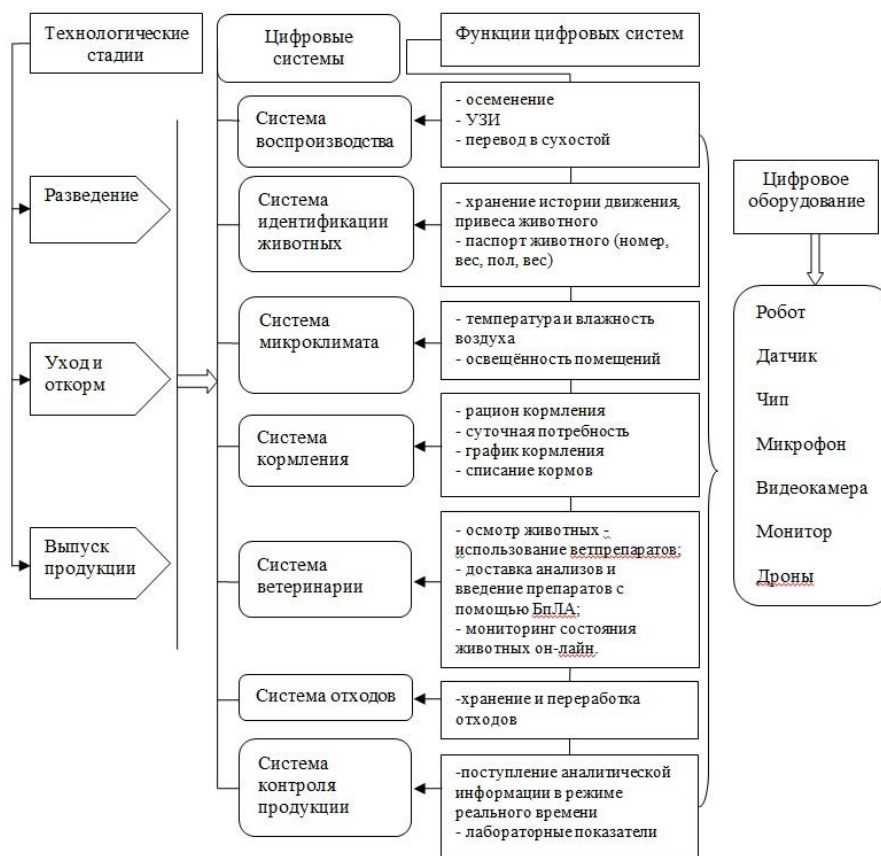 Технологические
стадии
Цифровые
системы
Функции цифровых систем
Разведение
Уход и
откорм
Выпуск
продукции
Система
воспроизводства
- осеменение
- УЗИ
- перевод в сухостой
Система
идентификации
животных
- хранение истории движения,
привеса животного
- паспорт животного (номер,
вес, пол, вес)
Система
микроклимата
- температура и влажность
воздуха
- освещённость помещений
Система
кормления
- рацион кормления
- суточная потребность
- график кормления
- списание кормов
Система
ветеринарии
- осмотр животных -
использование ветпрепаратов;
- доставка анализов и
введение препаратов с
помощью БпЛА;
- мониторинг состояния
животных он-лайн.
Система отходов
-хранение и переработка
отходов
Система
контроля
продукции
-поступление аналитической
информации в режиме
реального времени
- лабораторные показатели
Цифровое
оборудование
Робот
Датчик
Чип
Микрофон
Видеокамера
Монитор
Дроны